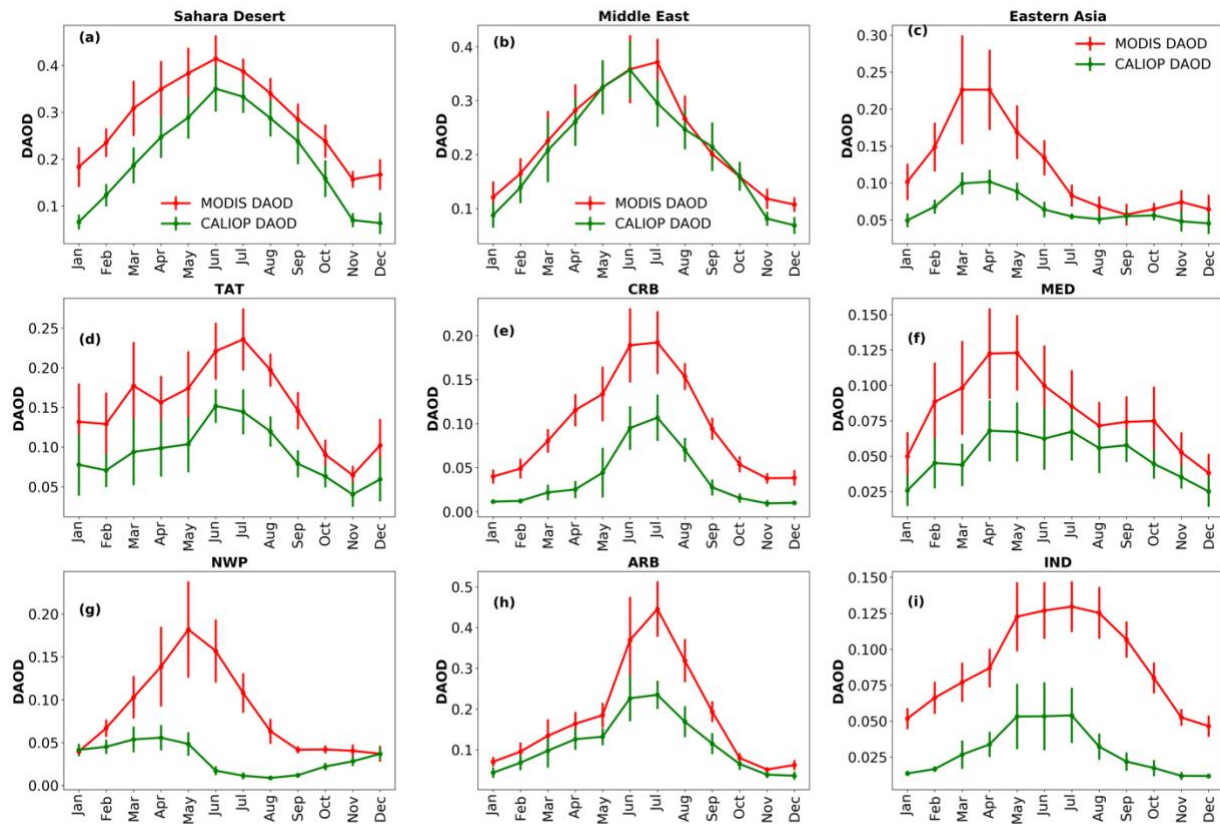 Sahara Desert
(a)
DAOD
0.4
0.3
0.2
0.1
MODIS DAOD
CALIOP DAOD
Jan Feb Mar Apr May Jun Jul Aug Sep Oct Nov Dec
Middle East
(b)
DAOD
0.4
0.3
0.2
0.1
MODIS DAOD
CALIOP DAOD
Jan Feb Mar Apr May Jun Jul Aug Sep Oct Nov Dec
Eastern Asia
(c)
DAOD
0.30
0.25
0.20
0.15
0.10
0.05
MODIS DAOD
CALIOP DAOD
Jan Feb Mar Apr May Jun Jul Aug Sep Oct Nov Dec
TAT
(d)
DAOD
0.25
0.20
0.15
0.10
0.05
Jan Feb Mar Apr May Jun Jul Aug Sep Oct Nov Dec
CRB
(e)
DAOD
0.20
0.15
0.10
0.05
0.00
Jan Feb Mar Apr May Jun Jul Aug Sep Oct Nov Dec
MED
(f)
DAOD
0.150
0.125
0.100
0.075
0.050
0.025
Jan Feb Mar Apr May Jun Jul Aug Sep Oct Nov Dec
NWP
(g)
DAOD
0.20
0.15
0.10
0.05
0.00
Jan Feb Mar Apr May Jun Jul Aug Sep Oct Nov Dec
ARB
(h)
DAOD
0.5
0.4
0.3
0.2
0.1
Jan Feb Mar Apr May Jun Jul Aug Sep Oct Nov Dec
IND
(i)
DAOD
0.150
0.125
0.100
0.075
0.050
0.025
Jan Feb Mar Apr May Jun Jul Aug Sep Oct Nov Dec